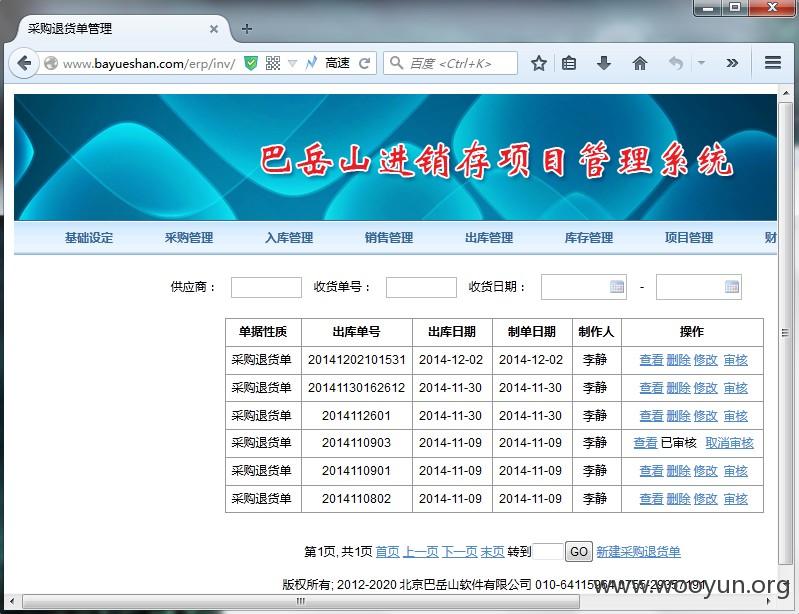 采购退货单管理
www.bayueshan.com/erp/inv/ 高速 百度 <Ctrl+K>
巴岳山进销存项目管理系统
基础设定 采购管理 入库管理 销售管理 出库管理 库存管理 项目管理 财
供应商： 收货单号： 收货日期： -
单据性质 出库单号 出库日期 制单日期 制作人 操作
采购退货单 20141202101531 2014-12-02 2014-12-02 李静 查看 删除 修改 审核
采购退货单 20141130162612 2014-11-30 2014-11-30 李静 查看 删除 修改 审核
采购退货单 2014112601 2014-11-30 2014-11-30 李静 查看 删除 修改 审核
采购退货单 2014110903 2014-11-09 2014-11-09 李静 查看 已审核 取消审核
采购退货单 2014110901 2014-11-09 2014-11-09 李静 查看 删除 修改 审核
采购退货单 2014110802 2014-11-09 2014-11-09 李静 查看 删除 修改 审核
第1页, 共1页 首页 上一页 下一页 末页 转到 GO 新建采购退货单
版权所有; 2012-2020 北京巴岳山软件有限公司
www.wooyun.org